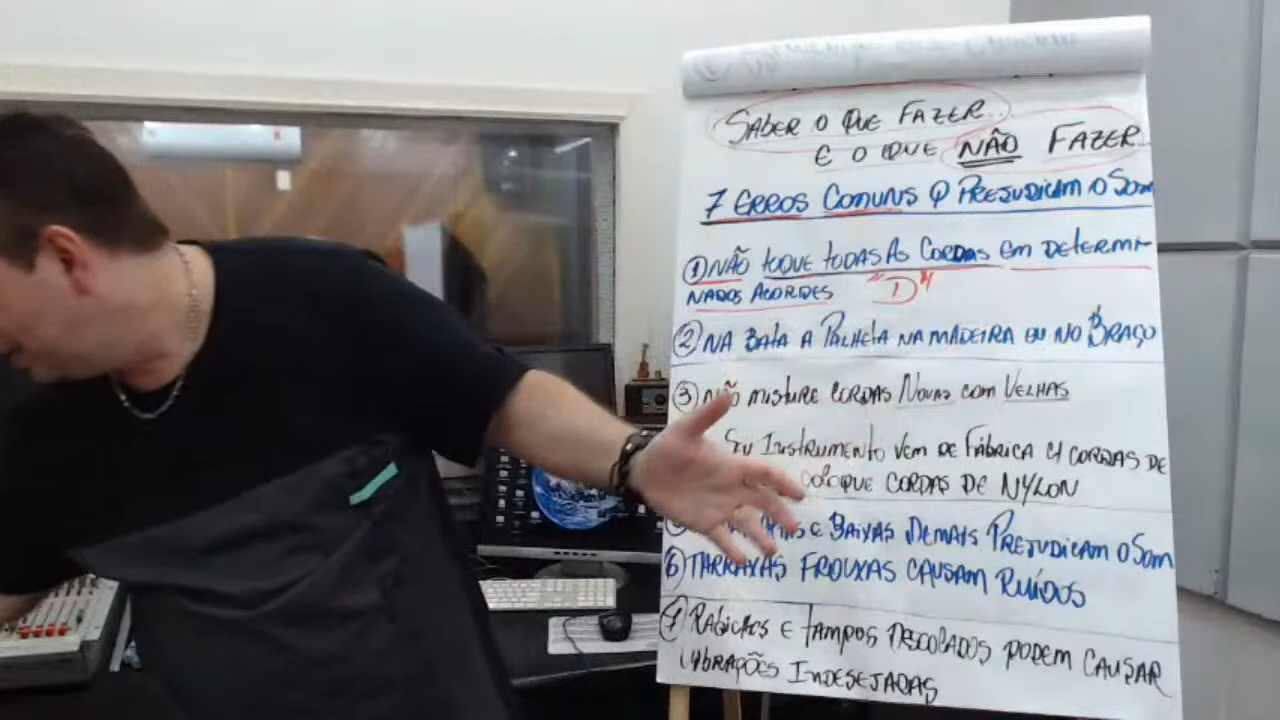 SABER O QUE FAZER...
E O QUE NÃO FAZER...
7 ERROS COMUNS Q PREJUDICAM O SOM
① NÃO TOQUE TODAS AS CORDAS EM DETERMI-
NADOS ACORDES "D"
② NA BATA A PALHETA NA MADEIRA OU NO BRAÇO
③ NÃO MISTURE CORDAS NOVAS COM VELHAS
SEU INSTRUMENTO VEM DE FÁBRICA C/ CORDAS DE
COLOQUE CORDAS DE NYLON
E BAIXAS DEMAIS PREJUDICAM O SOM
⑥ TARRAXAS FROUXAS CAUSAM RUÍDOS
⑦ RABICHOS E TAMPOS DESCOLADOS PODEM CAUSAR
VIBRAÇÕES INDESEJADAS